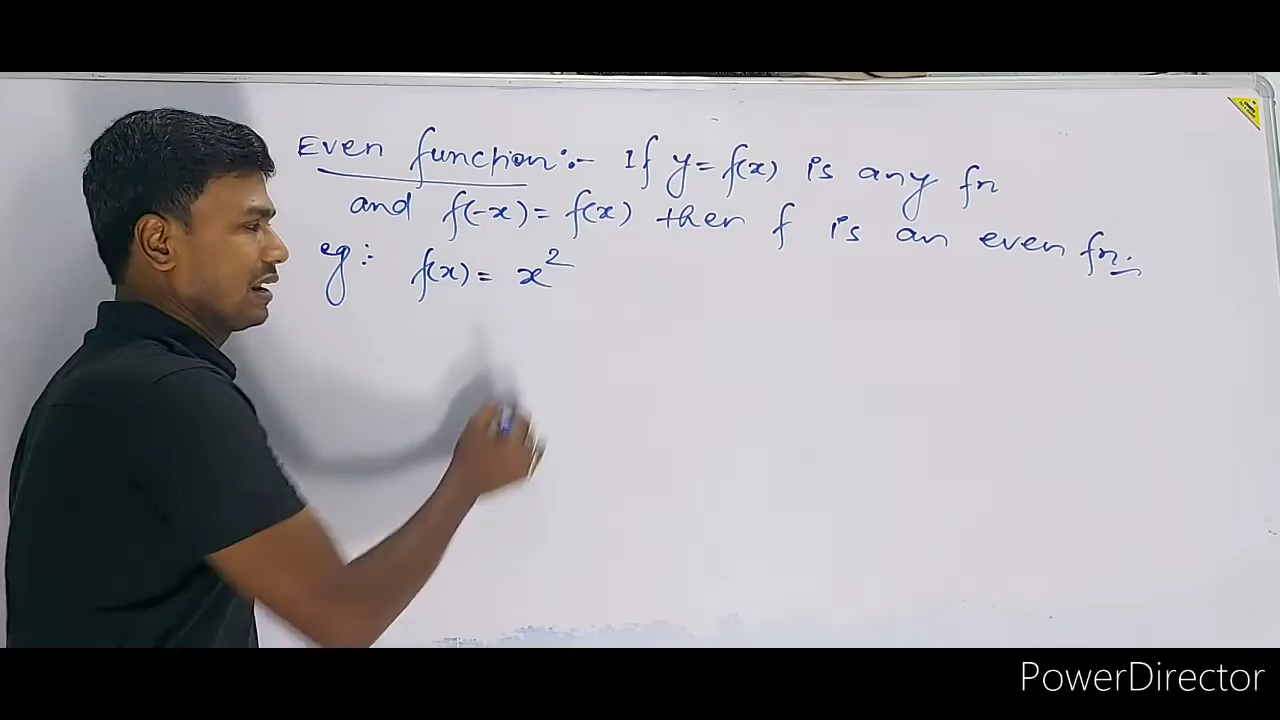 Even function:- If y = f(x) is any fn
and f(-x) = f(x) then f is an even fn.
eg: f(x) = x²
PowerDirector